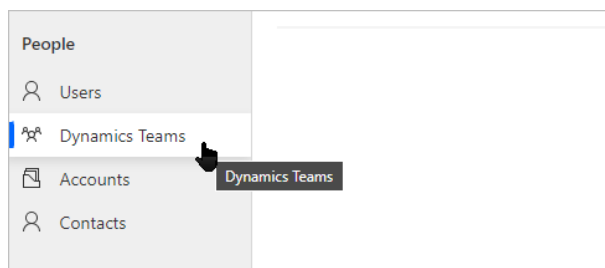 People
Users
Dynamics Teams
Dynamics Teams
Accounts
Contacts